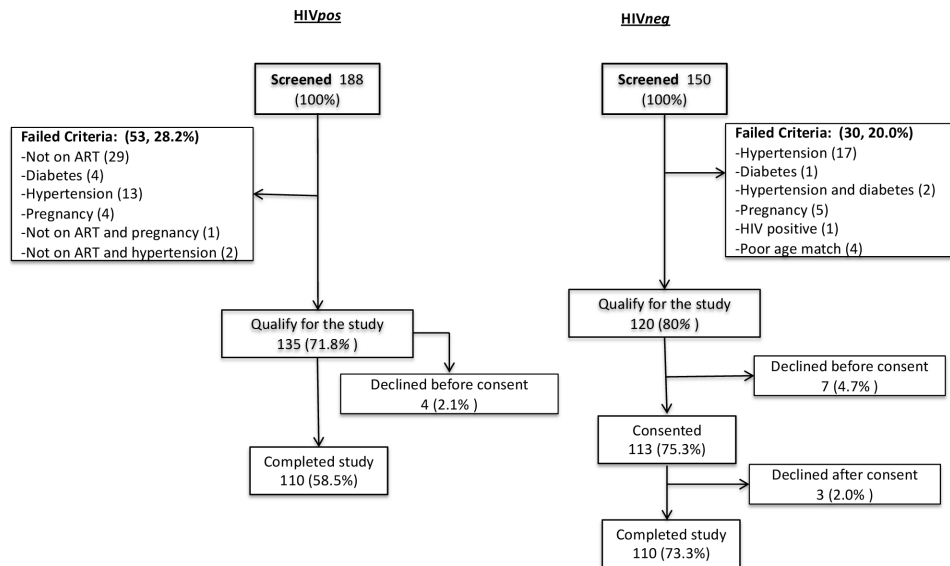 HIVpos
Screened 188
(100%)
Failed Criteria: (53, 28.2%)
-Not on ART (29)
-Diabetes (4)
-Hypertension (13)
-Pregnancy (4)
-Not on ART and pregnancy (1)
-Not on ART and hypertension (2)
Qualify for the study
135 (71.8% )
Declined before consent
4 (2.1% )
Completed study
110 (58.5%)
HIVneg
Screened 150
(100%)
Failed Criteria: (30, 20.0%)
-Hypertension (17)
-Diabetes (1)
-Hypertension and diabetes (2)
-Pregnancy (5)
-HIV positive (1)
-Poor age match (4)
Qualify for the study
120 (80% )
Declined before consent
7 (4.7% )
Consented
113 (75.3%)
Declined after consent
3 (2.0% )
Completed study
110 (73.3%)